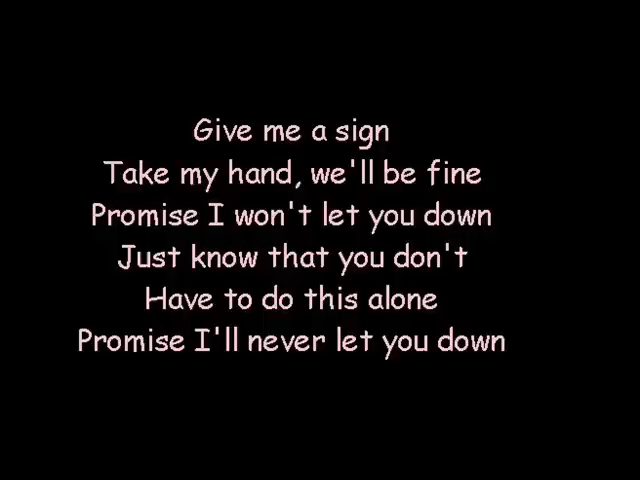 Give me a sign
Take my hand, we'll be fine
Promise I won't let you down
Just know that you don't
Have to do this alone
Promise I'll never let you down